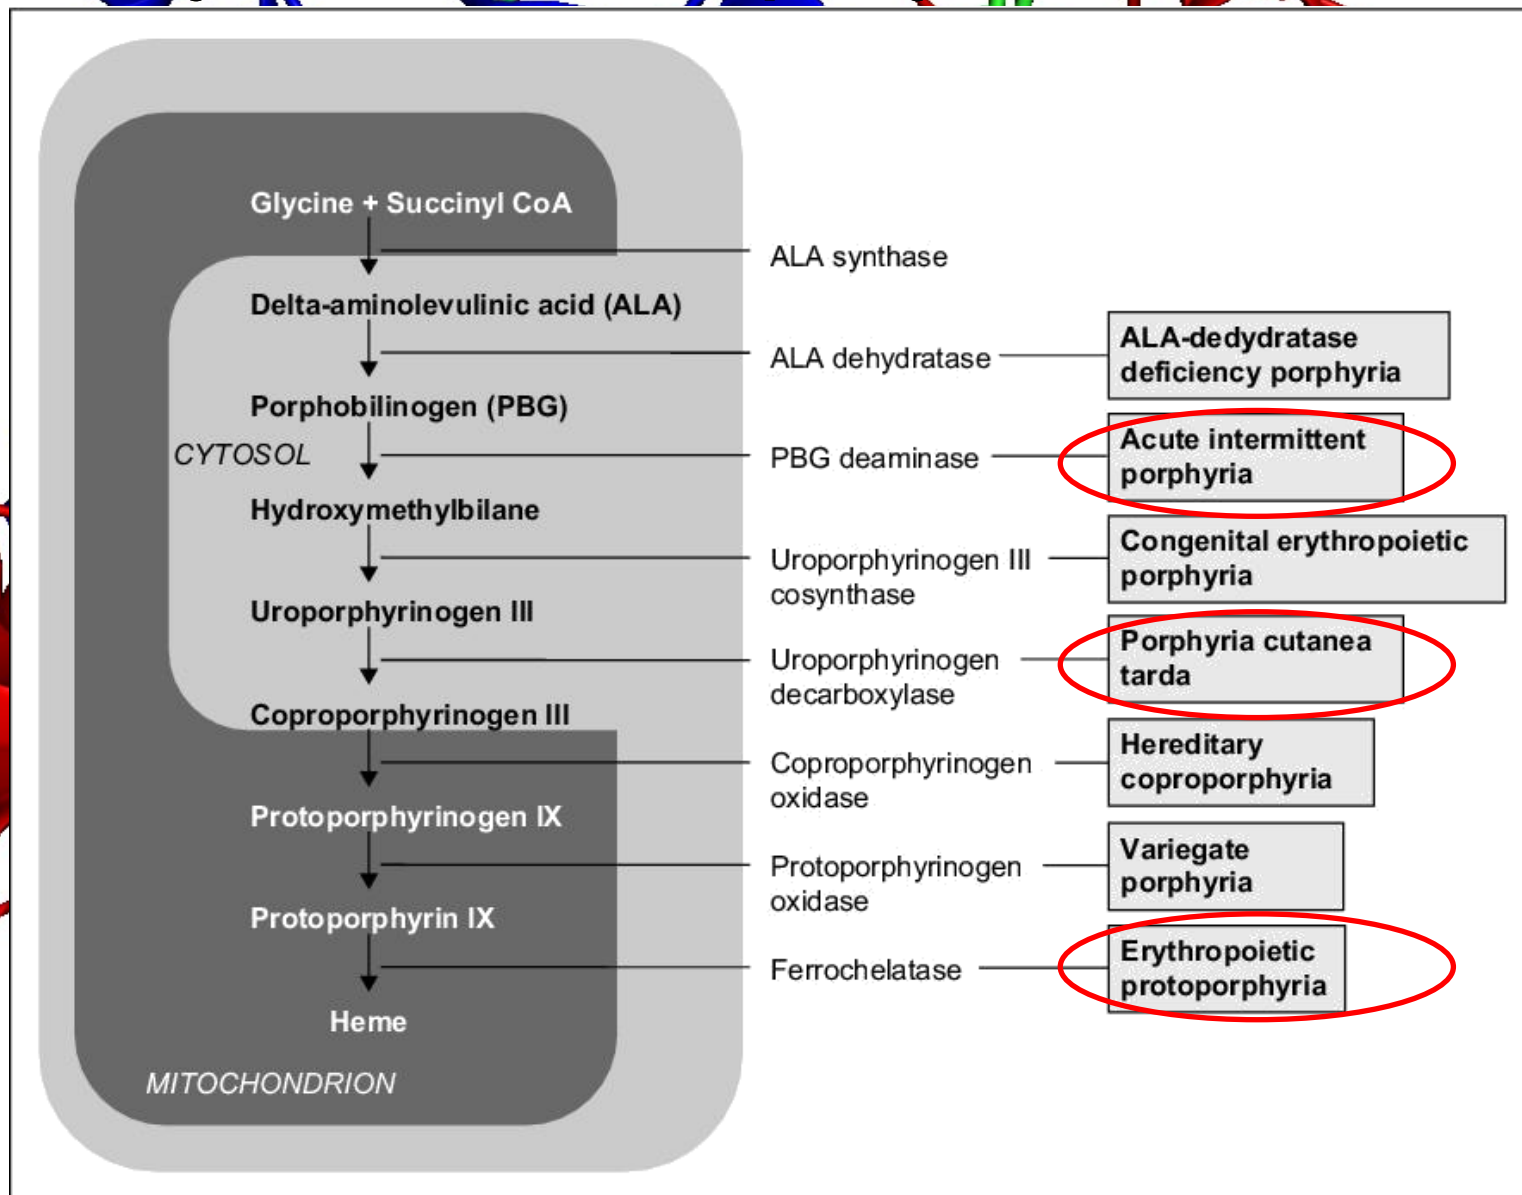 Glycine + Succinyl CoA
ALA synthase
Delta-aminolevulinic acid (ALA)
ALA dehydratase
ALA-dedydratase
deficiency porphyria
Porphobilinogen (PBG)
CYTOSOL
PBG deaminase
Acute intermittent
porphyria
Hydroxymethylbilane
Uroporphyrinogen III
cosynthase
Congenital erythropoietic
porphyria
Uroporphyrinogen III
Uroporphyrinogen
decarboxylase
Porphyria cutanea
tarda
Coproporphyrinogen III
Coproporphyrinogen
oxidase
Hereditary
coproporphyria
Protoporphyrinogen IX
Protoporphyrinogen
oxidase
Variegate
porphyria
Protoporphyrin IX
Ferrochelatase
Erythropoietic
protoporphyria
Heme
MITOCHONDRION